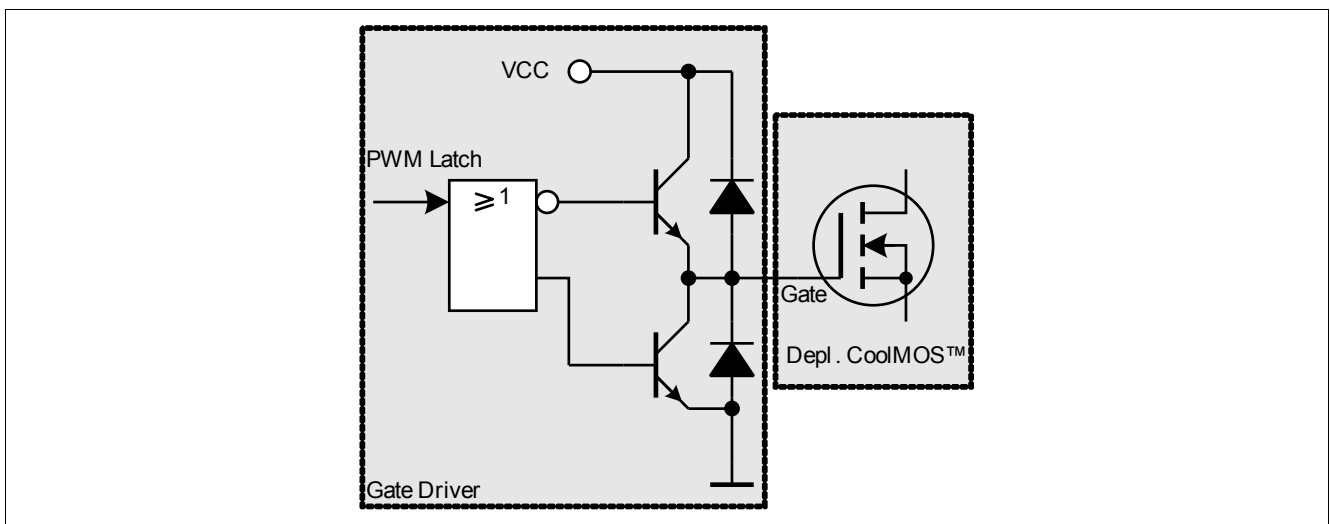 VCC
PWM Latch
≥1
Gate
Depl. CoolMOS™
Gate Driver